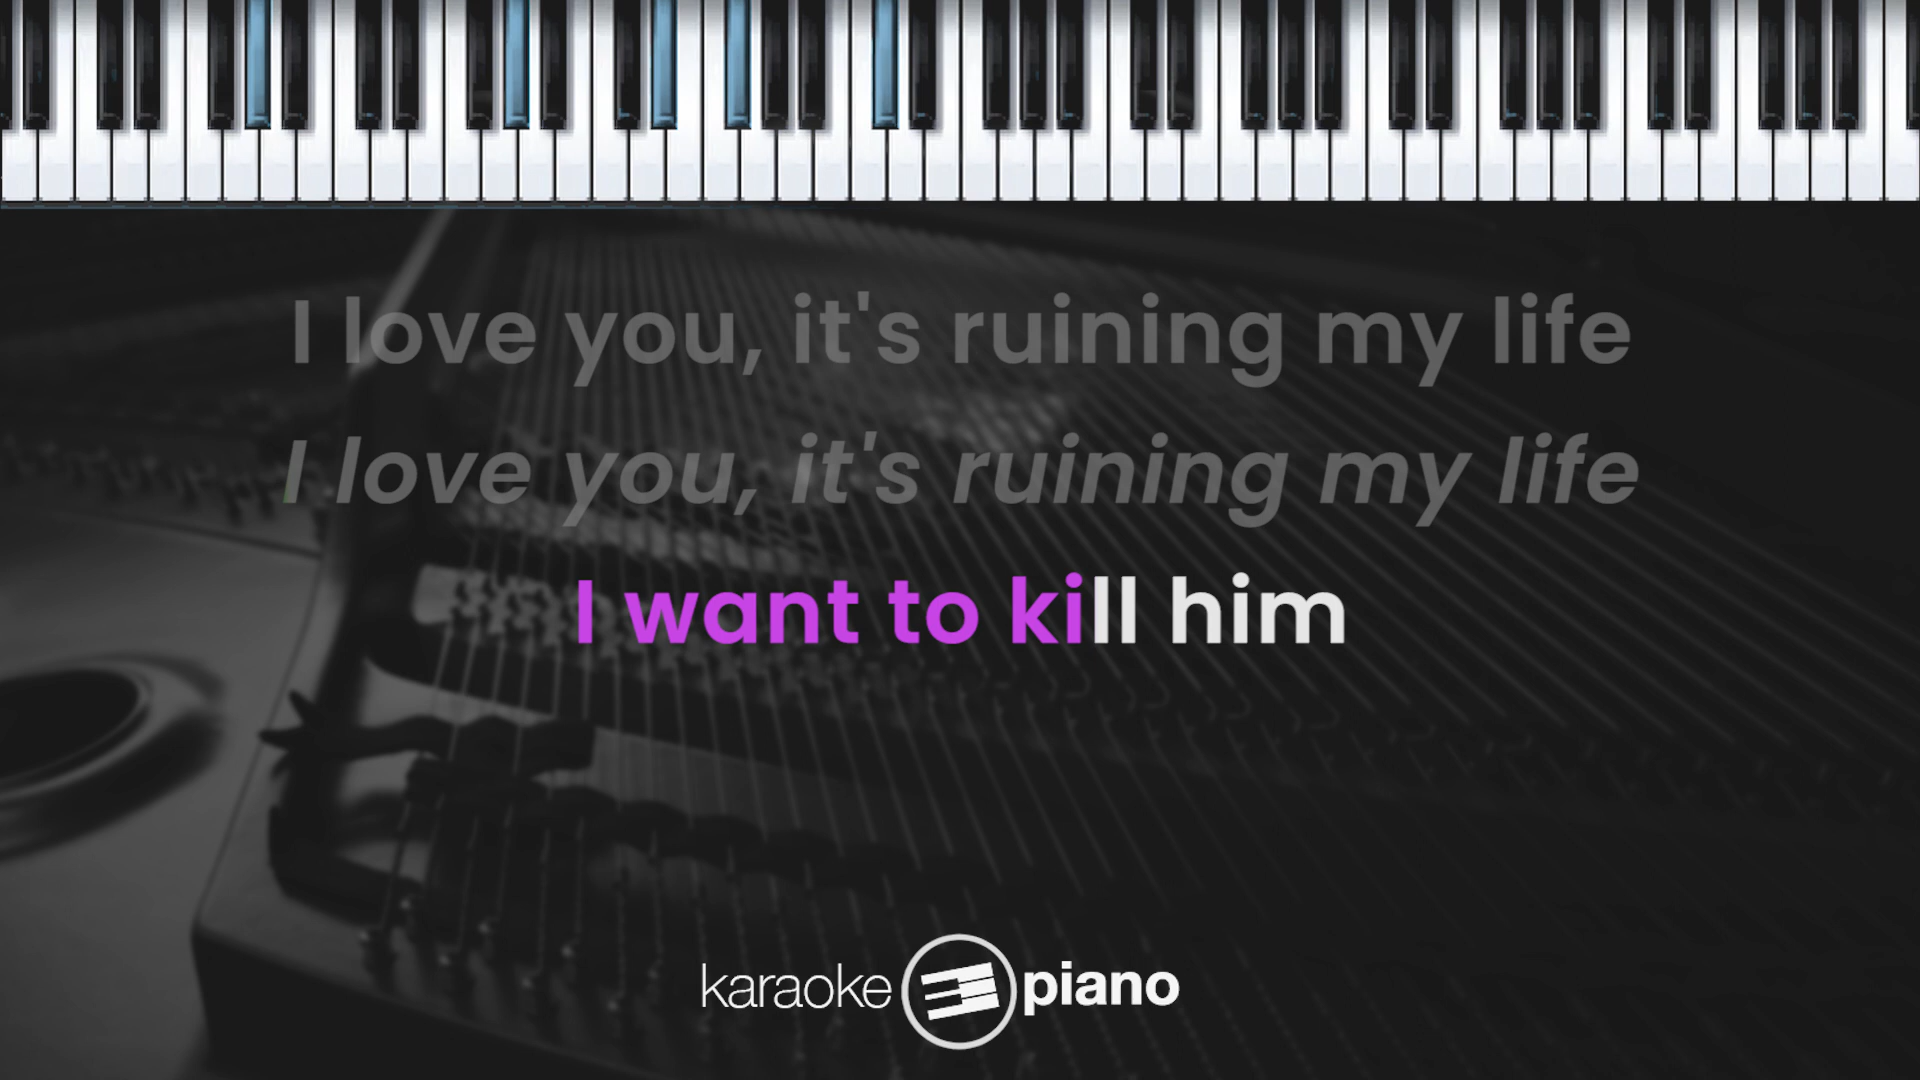 I love you, it's ruining my life
I love you, it's ruining my life
I want to kill him
karaoke piano